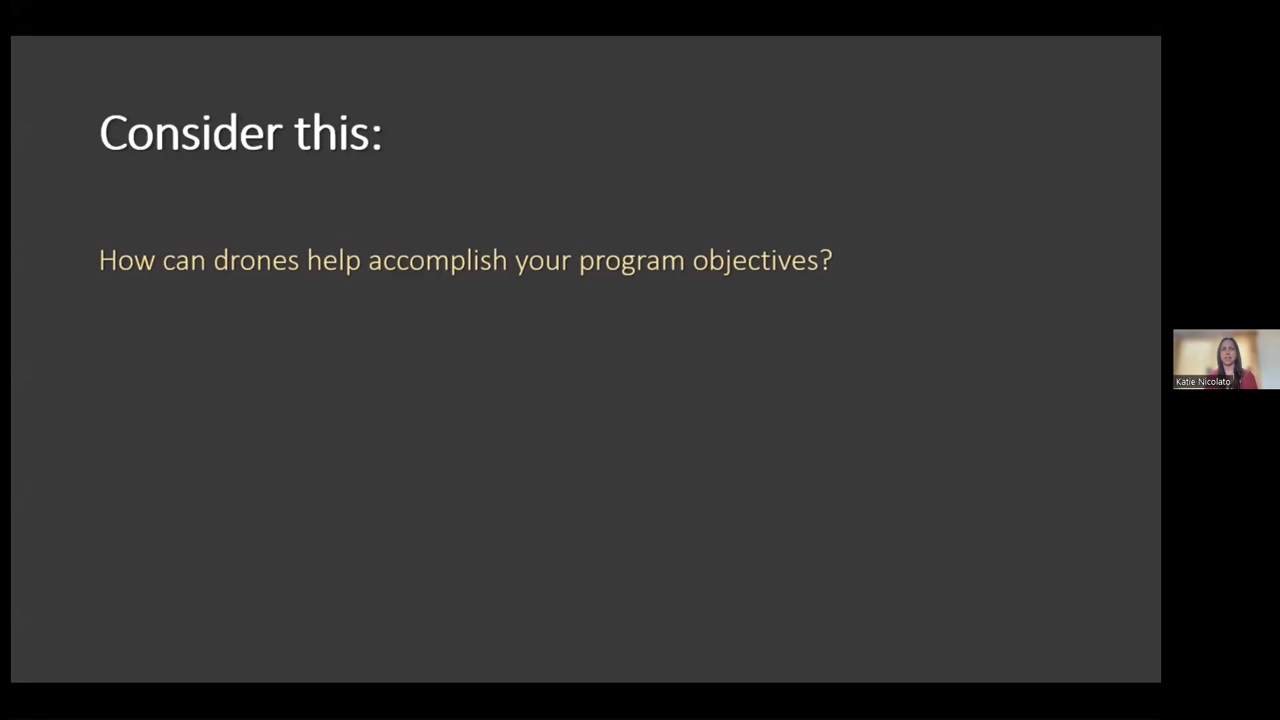 Consider this:
How can drones help accomplish your program objectives?
Katie Nicolato